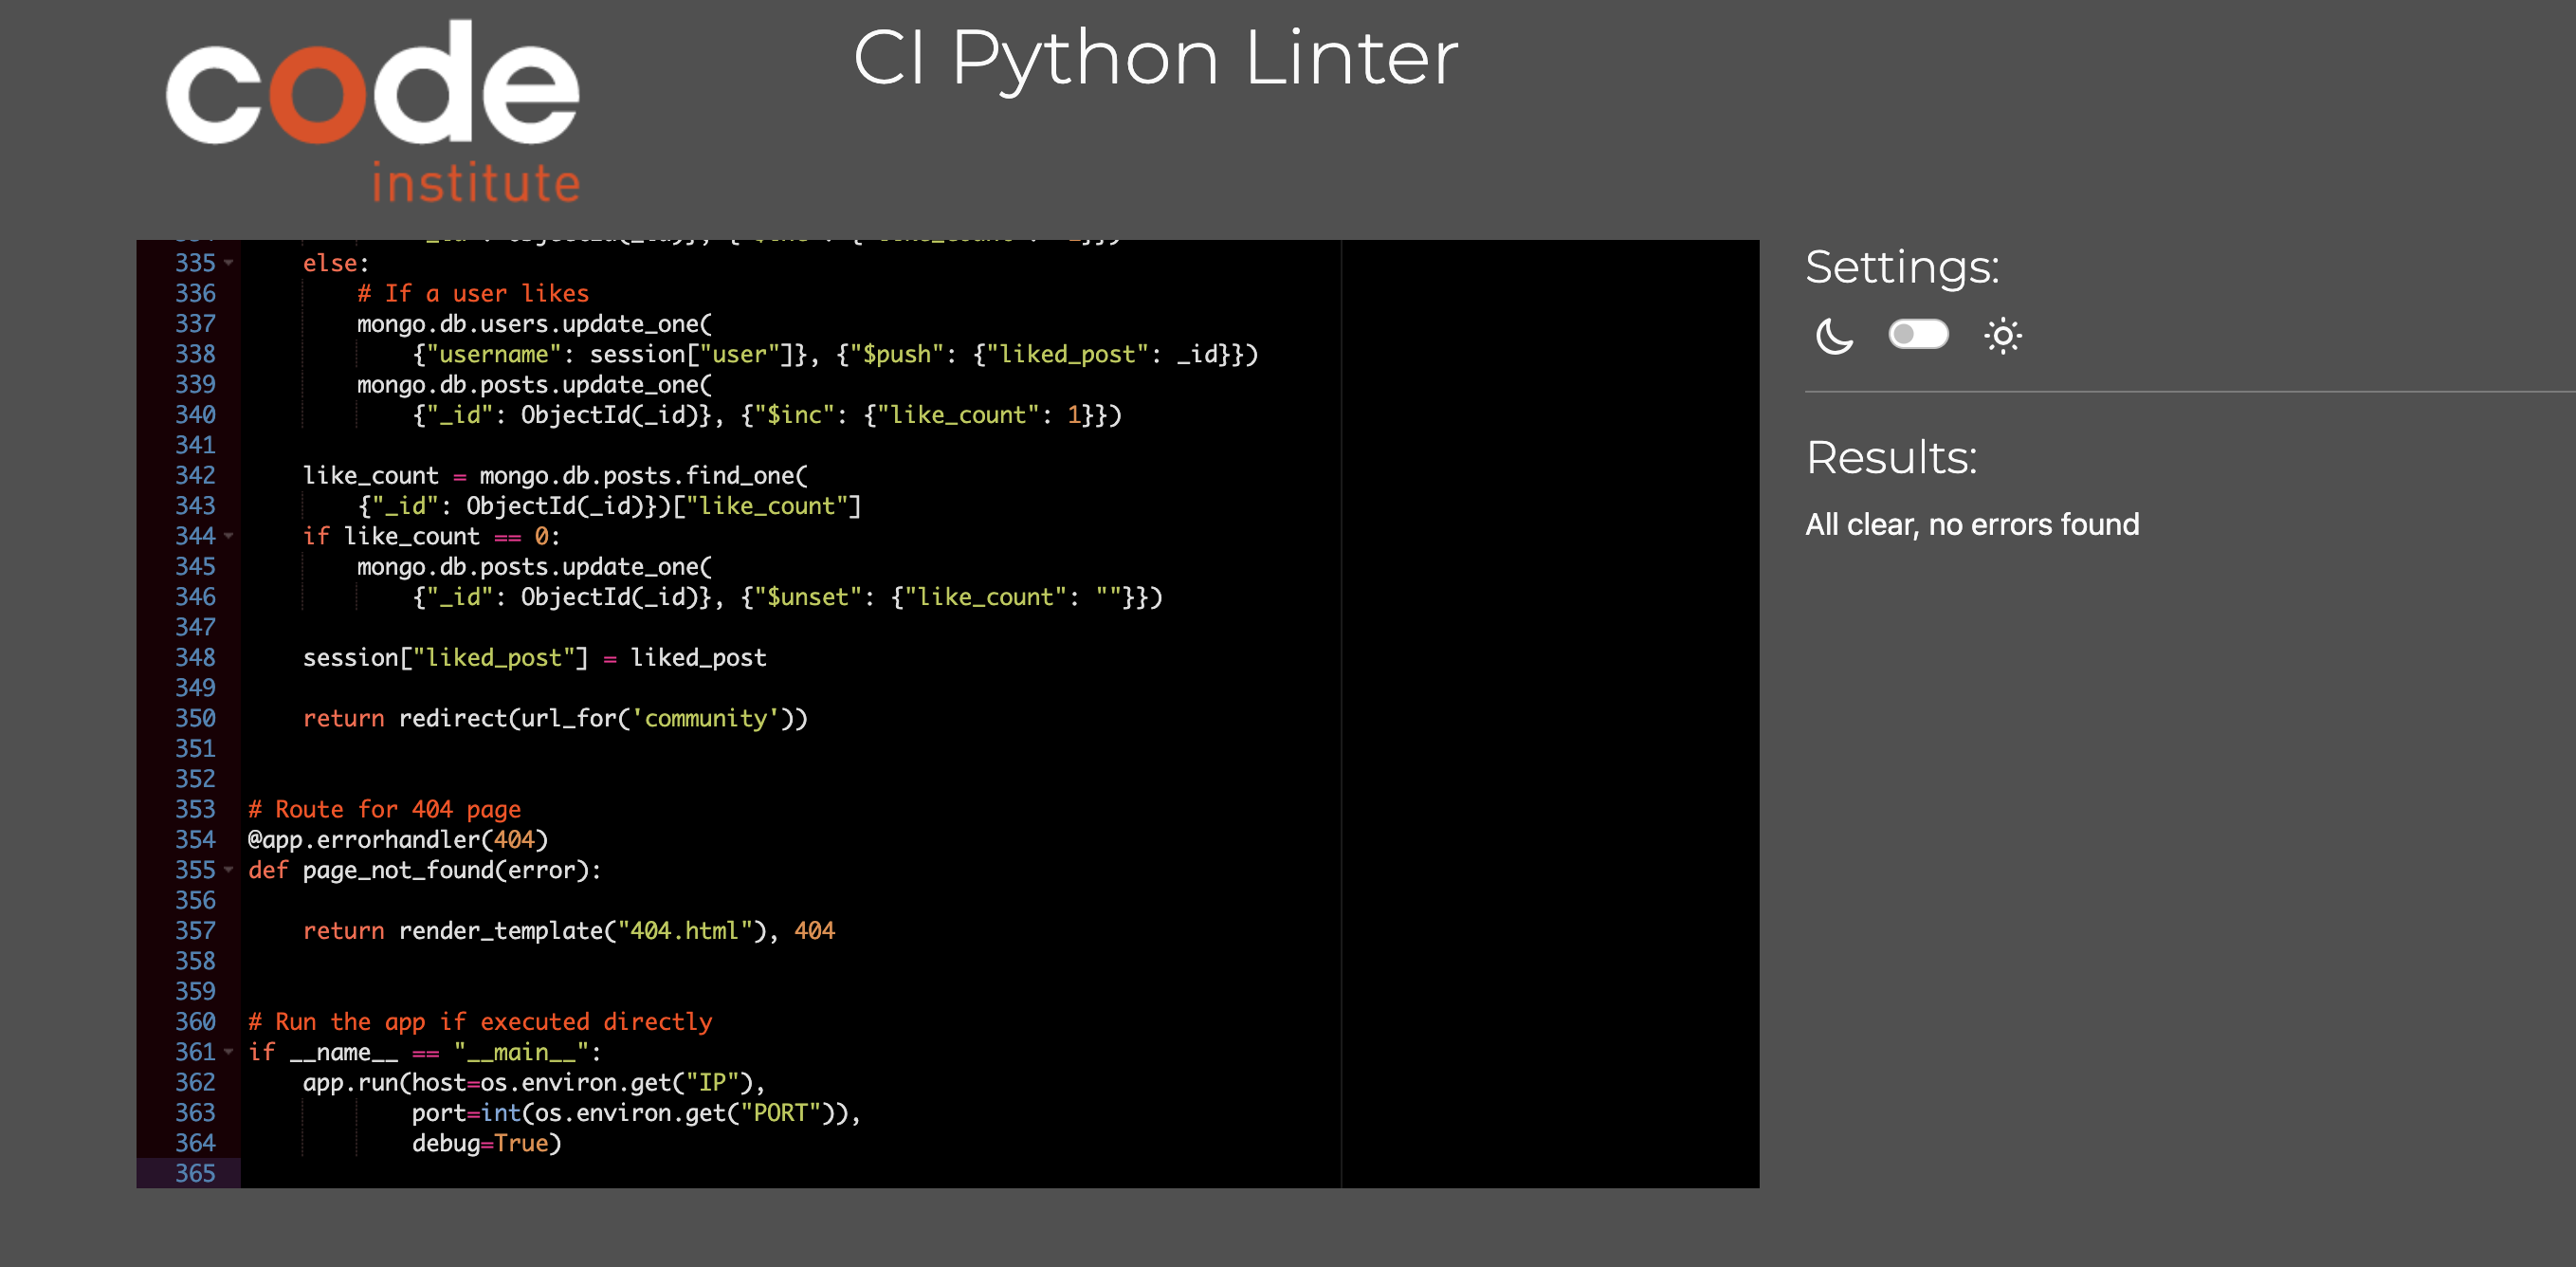 code
institute
CI Python Linter
335 else:
336 # If a user likes
337 mongo.db.users.update_one(
338 {"username": session["user"]}, {"$push": {"liked_post": _id}})
339 mongo.db.posts.update_one(
340 {"_id": ObjectId(_id)}, {"$inc": {"like_count": 1}})
341
342 like_count = mongo.db.posts.find_one(
343 {"_id": ObjectId(_id)})["like_count"]
344 if like_count == 0:
345 mongo.db.posts.update_one(
346 {"_id": ObjectId(_id)}, {"$unset": {"like_count": ""}})
347
348 session["liked_post"] = liked_post
349
350 return redirect(url_for('community'))
351
352
353 # Route for 404 page
354 @app.errorhandler(404)
355 def page_not_found(error):
356
357 return render_template("404.html"), 404
358
359
360 # Run the app if executed directly
361 if __name__ == "__main__":
362 app.run(host=os.environ.get("IP"),
363 port=int(os.environ.get("PORT")),
364 debug=True)
365
Settings:
Results:
All clear, no errors found